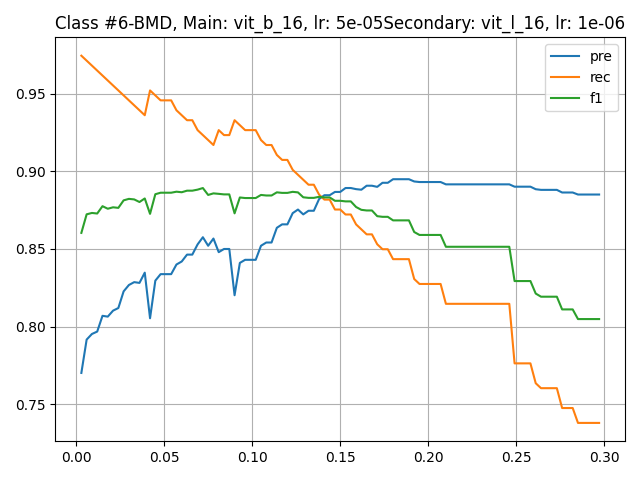 Class #6-BMD, Main: vit_b_16, lr: 5e-05Secondary: vit_l_16, lr: 1e-06
pre
rec
f1
0.95
0.90
0.85
0.80
0.75
0.00 0.05 0.10 0.15 0.20 0.25 0.30